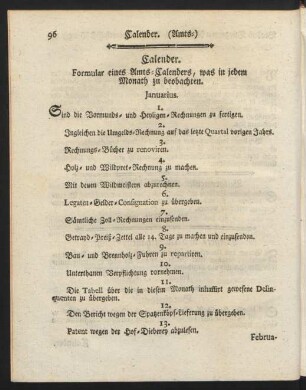 96 Calender. (Amts-)
Calender.
Formular eines Amts-Calenders, was in jedem
Monath zu beobachten.
Januarius.
1.
Sind die Vormunds- und Heyligen-Rechnungen zu fertigen.
2.
Ingleichen die Umgelds-Rechnung auf das letzte Quartal vorigen Jahrs.
3.
Rechnungs-Bücher zu renoviren.
4.
Holz- und Wildpret-Rechnung zu machen.
5.
Mit denen Wildmeistern abzurechnen.
6.
Legunt-Gelder-Consignation zu übergeben.
7.
Sämtliche Zoll-Rechnungen einzusenden.
8.
Getrayd-Preiß-Zettel alle 14. Tage zu machen und einzusenden.
9.
Bau- und Brennholz-Fuhren zu repartiren.
10.
Unterthanen Verpflichtung vornehmen.
11.
Die Tabell über die in diesen Monath inhaftirt gewesene Delin-
quenten zu übergeben.
12.
Den Bericht wegen der Spatzenköpf-Lieferung zu übergeben.
13.
Patent wegen der Hof-Dieberey abzulesen.
Februa-